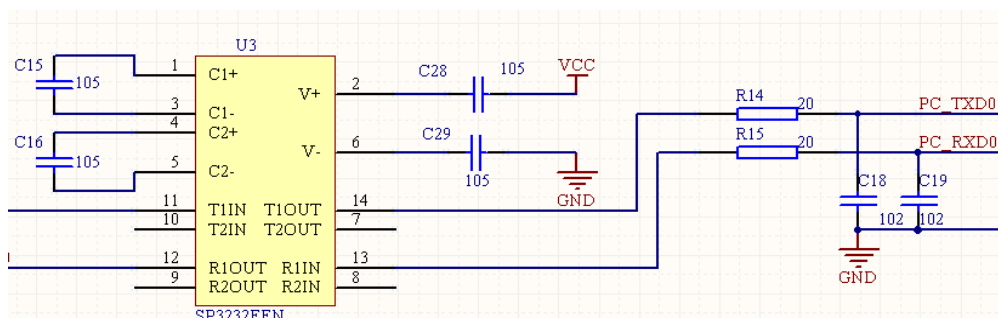 U3
C15
105
1
C1+
3
C1-
C16
105
4
C2+
5
C2-
11
T1IN
10
T2IN
12
R1OUT
9
R2OUT
V+
2
V-
6
T1OUT
14
T2OUT
7
R1IN
13
R2IN
8
SP3232EEN
C28
105
VCC
C29
105
GND
R14
20
PC_TXD0
R15
20
PC_RXD0
C18
102
C19
102
GND